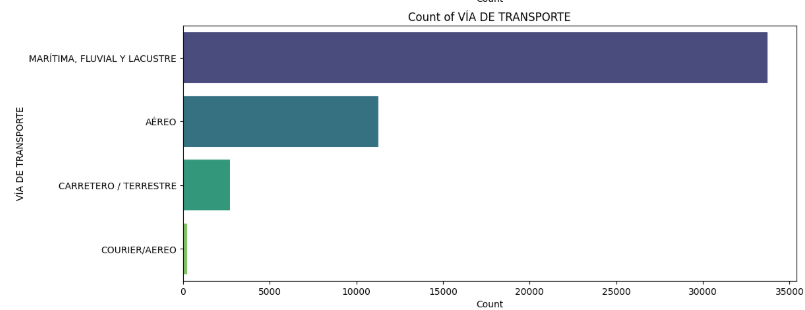 Count
Count of VÍA DE TRANSPORTE
MARÍTIMA, FLUVIAL Y LACUSTRE
AÉREO
CARRETERO / TERRESTRE
COURIER/AEREO
VÍA DE TRANSPORTE
0 5000 10000 15000 20000 25000 30000 35000
Count